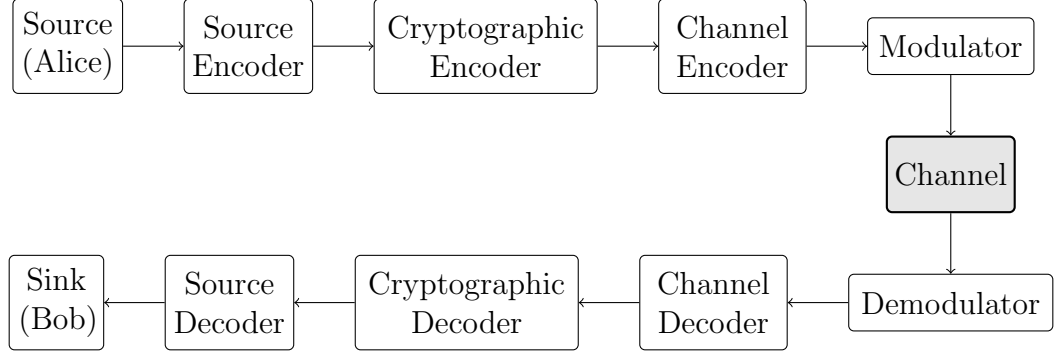 Source
(Alice)
Source
Encoder
Cryptographic
Encoder
Channel
Encoder
Modulator
Channel
Demodulator
Channel
Decoder
Cryptographic
Decoder
Source
Decoder
Sink
(Bob)